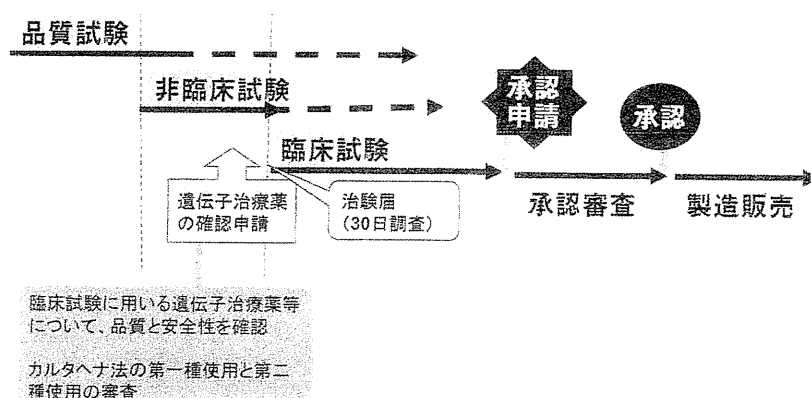 品質試験
非臨床試験
承認
申請
承認
臨床試験
遺伝子治療薬
の確認申請
治験届
(30日調査)
承認審査
製造販売
臨床試験に用いる遺伝子治療薬等
について、品質と安全性を確認
カルタヘナ法の第一種使用と第二
種使用の審査